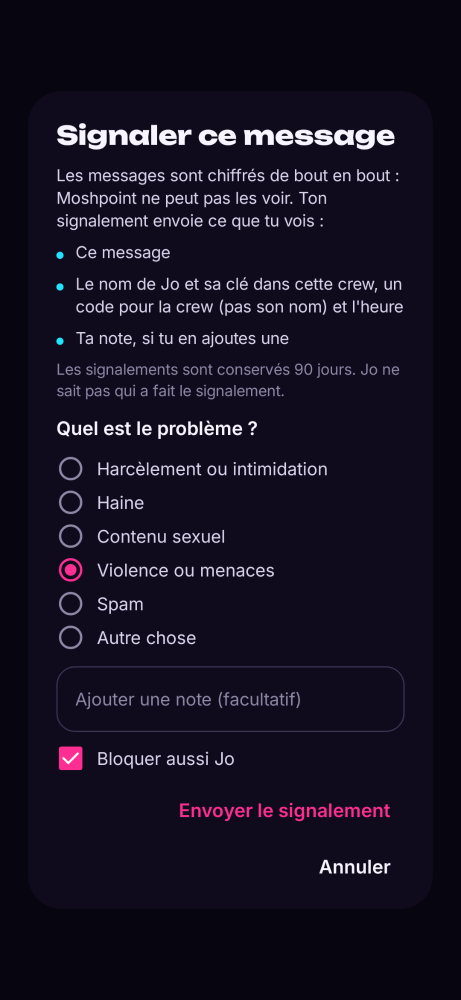 Signaler ce message
Les messages sont chiffrés de bout en bout :
Moshpoint ne peut pas les voir. Ton
signalement envoie ce que tu vois :
Ce message
Le nom de Jo et sa clé dans cette crew, un
code pour la crew (pas son nom) et l'heure
Ta note, si tu en ajoutes une
Les signalements sont conservés 90 jours. Jo ne
sait pas qui a fait le signalement.
Quel est le problème ?
Harcèlement ou intimidation
Haine
Contenu sexuel
Violence ou menaces
Spam
Autre chose
Ajouter une note (facultatif)
Bloquer aussi Jo
Envoyer le signalement
Annuler